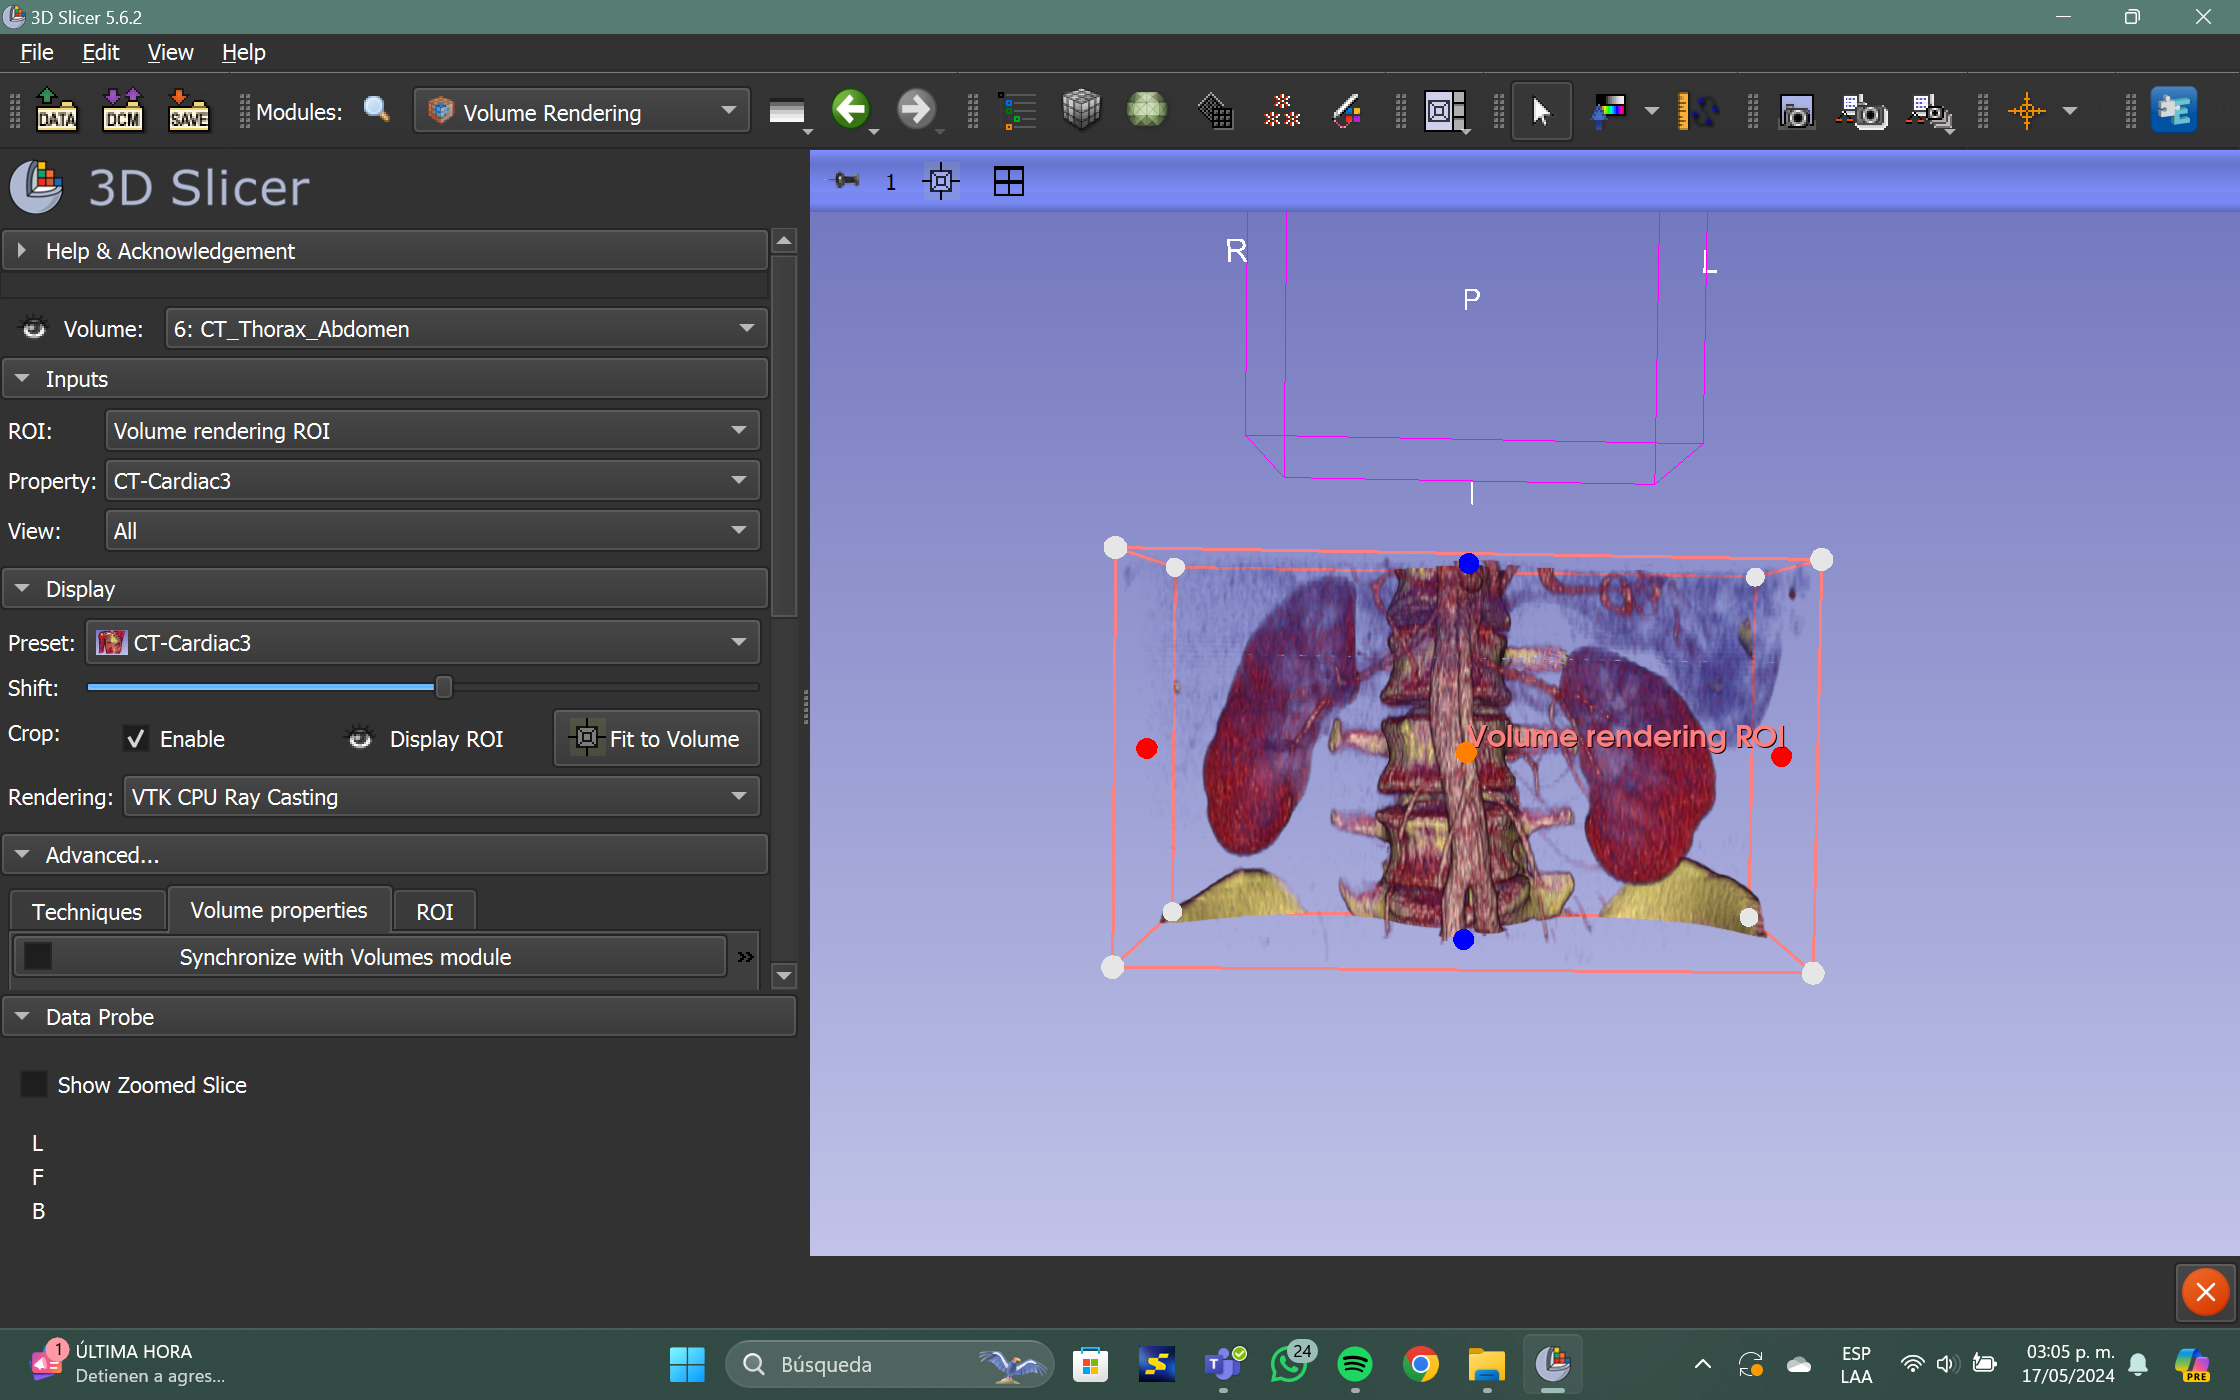 3D Slicer 5.6.2
File Edit View Help
DATA DCM SAVE Modules: Volume Rendering
3D Slicer
1
Help & Acknowledgement
Volume: 6: CT_Thorax_Abdomen
Inputs
ROI: Volume rendering ROI
Property: CT-Cardiac3
View: All
Display
Preset: CT-Cardiac3
Shift:
Crop: Enable Display ROI Fit to Volume
Rendering: VTK CPU Ray Casting
Advanced...
Techniques Volume properties ROI
Synchronize with Volumes module »
Data Probe
Show Zoomed Slice
L
F
B
R L
P
I
Volume rendering ROI
1 ÚLTIMA HORA
Detienen a agres...
Búsqueda
24
ESP
LAA
03:05 p. m.
17/05/2024
PRE